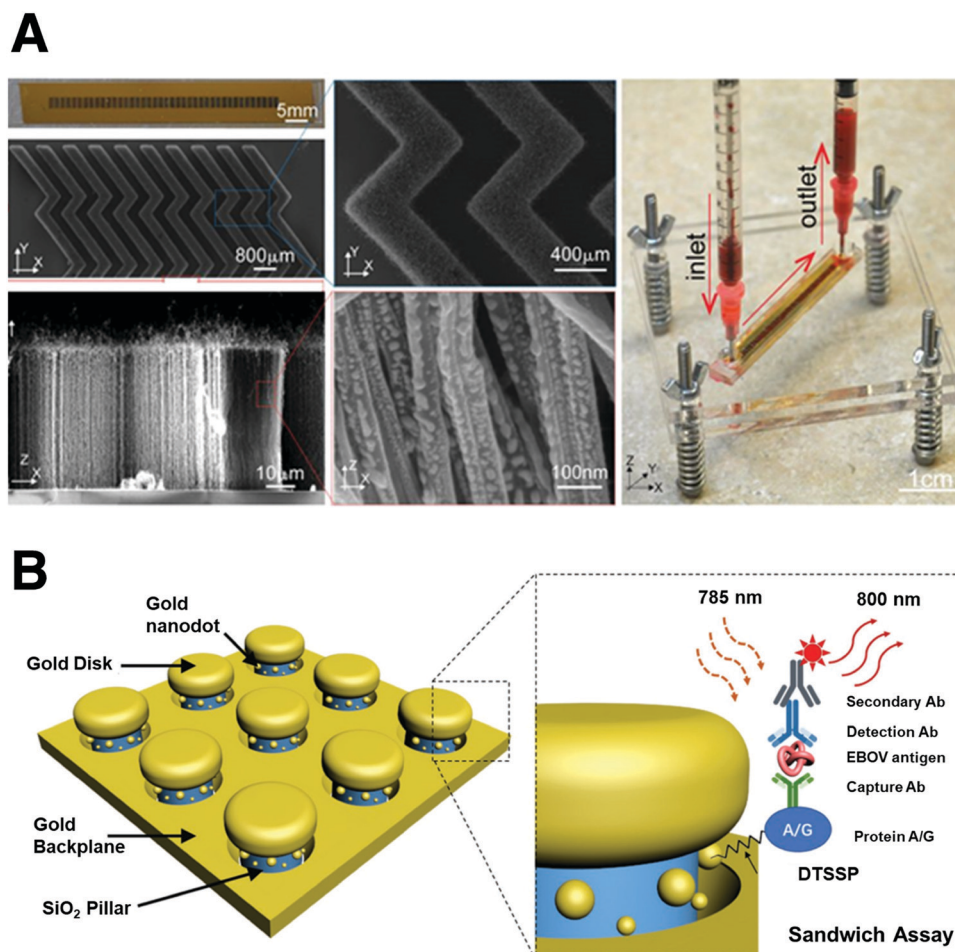 A
5mm
Y
X
800μm
Y
X
400μm
inlet
outlet
Z
X
10μm
Z
X
100nm
Z
Y
X
1cm
B
Gold
nanodot
Gold Disk
Gold
Backplane
SiO₂ Pillar
785 nm
800 nm
Secondary Ab
Detection Ab
EBOV antigen
Capture Ab
A/G
Protein A/G
DTSSP
Sandwich Assay